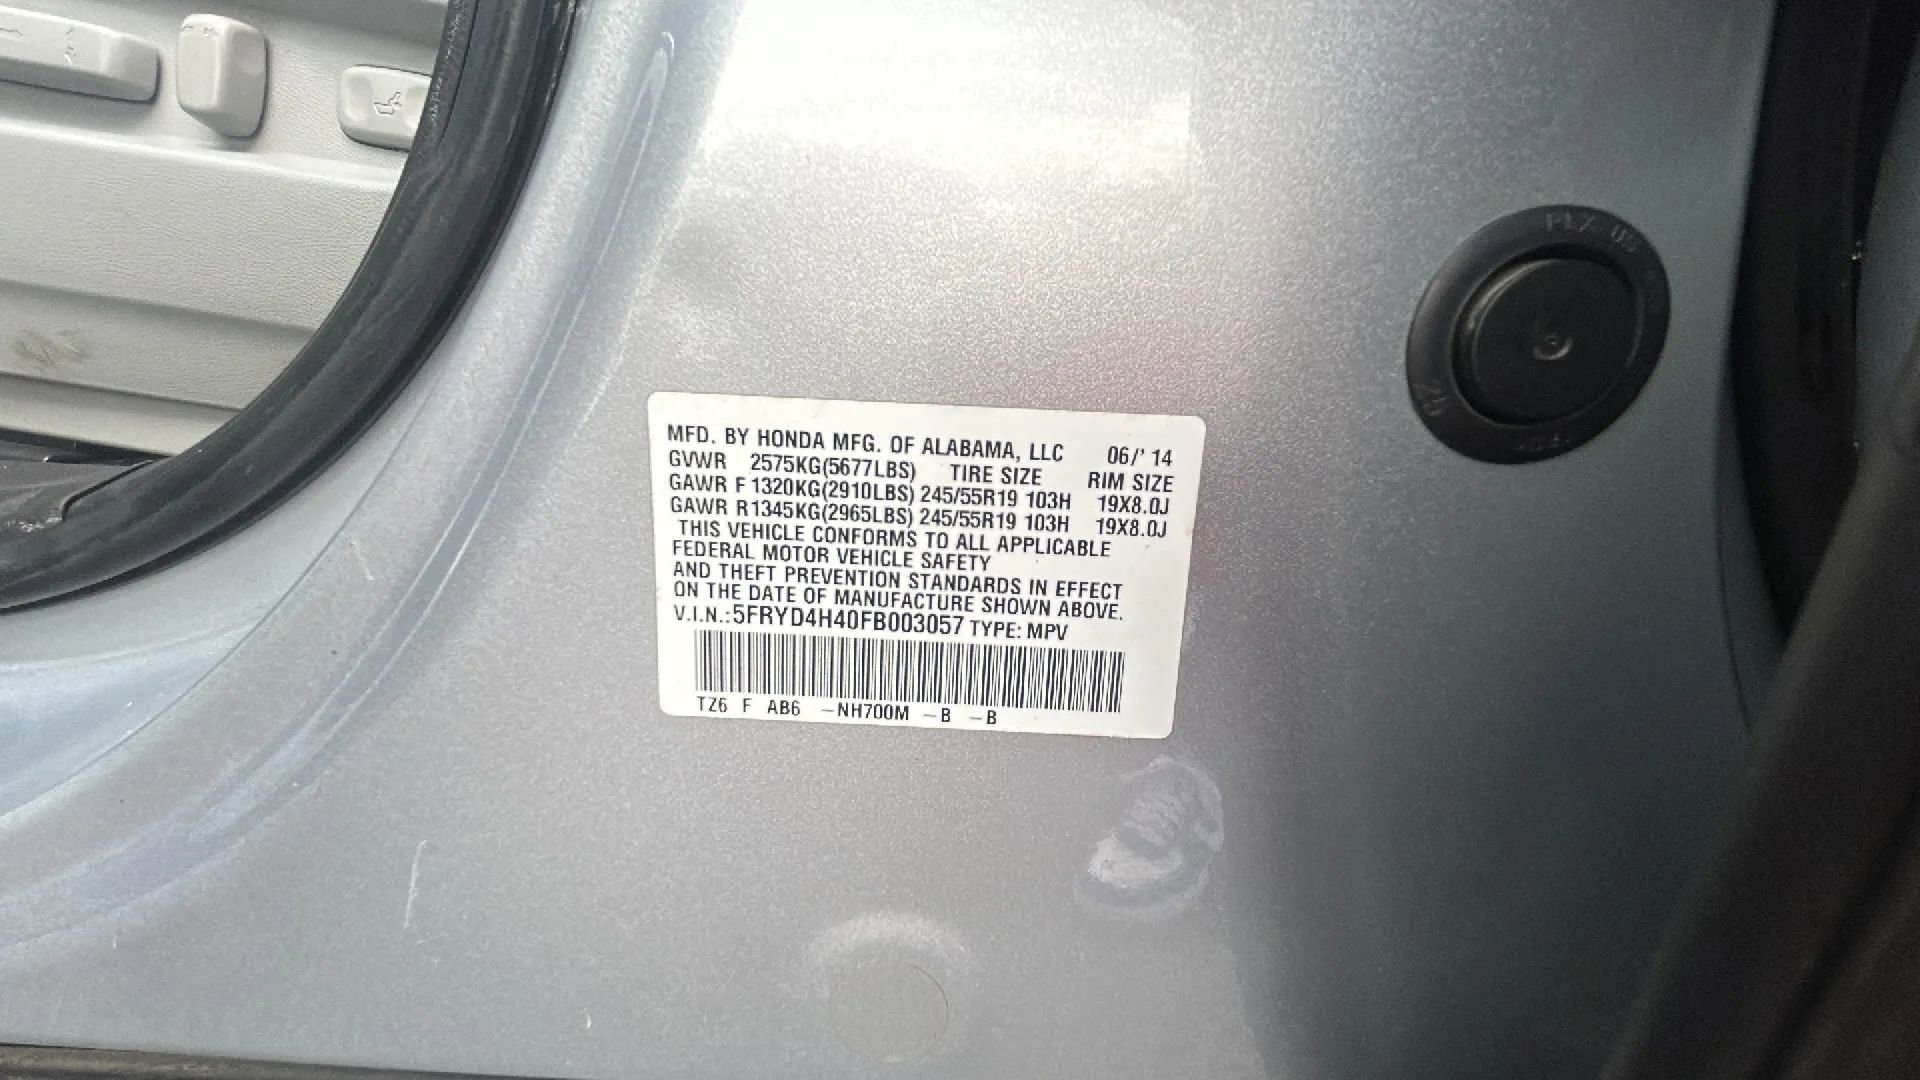 MFD. BY HONDA MFG. OF ALABAMA, LLC 06/' 14
GVWR 2575KG(5677LBS) TIRE SIZE RIM SIZE
GAWR F 1320KG(2910LBS) 245/55R19 103H 19X8.0J
GAWR R1345KG(2965LBS) 245/55R19 103H 19X8.0J
THIS VEHICLE CONFORMS TO ALL APPLICABLE
FEDERAL MOTOR VEHICLE SAFETY
AND THEFT PREVENTION STANDARDS IN EFFECT
ON THE DATE OF MANUFACTURE SHOWN ABOVE.
V.I.N.:5FRYD4H40FB003057 TYPE: MPV
TZ6 F AB6 -NH700M -B -B